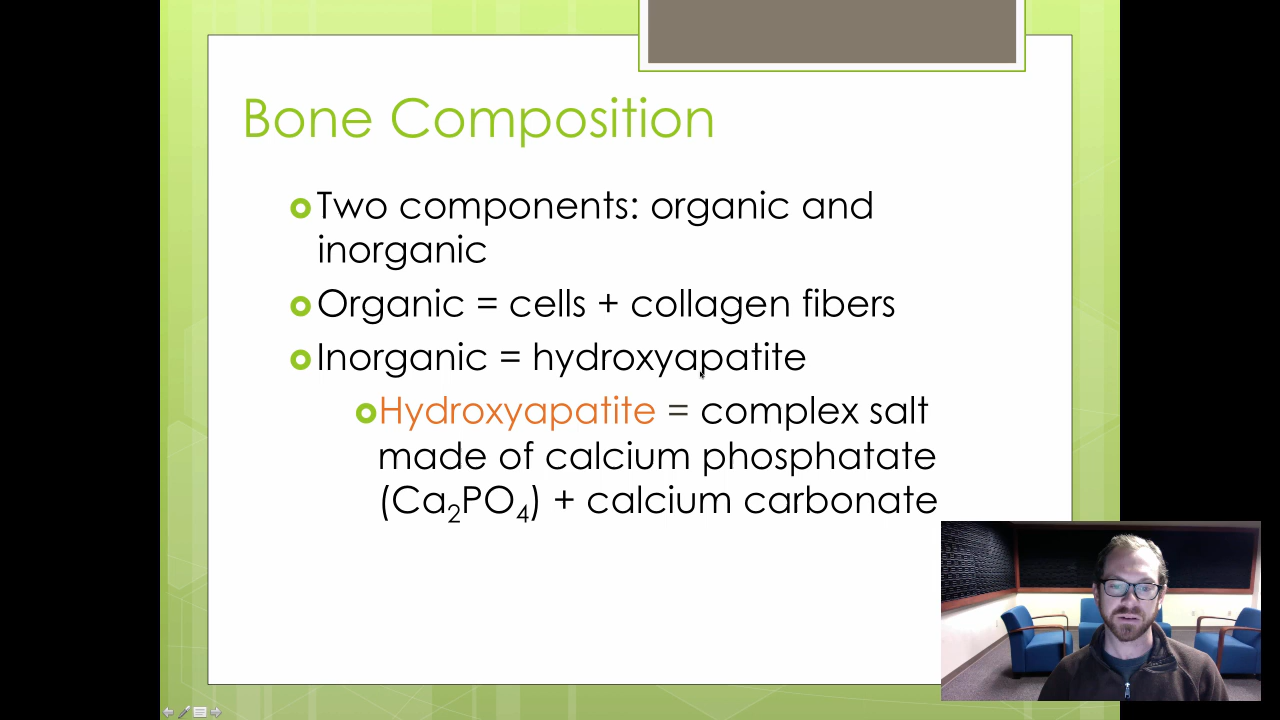 Bone Composition
Two components: organic and
inorganic
Organic = cells + collagen fibers
Inorganic = hydroxyapatite
Hydroxyapatite = complex salt
made of calcium phosphatate
(Ca₂PO₄) + calcium carbonate